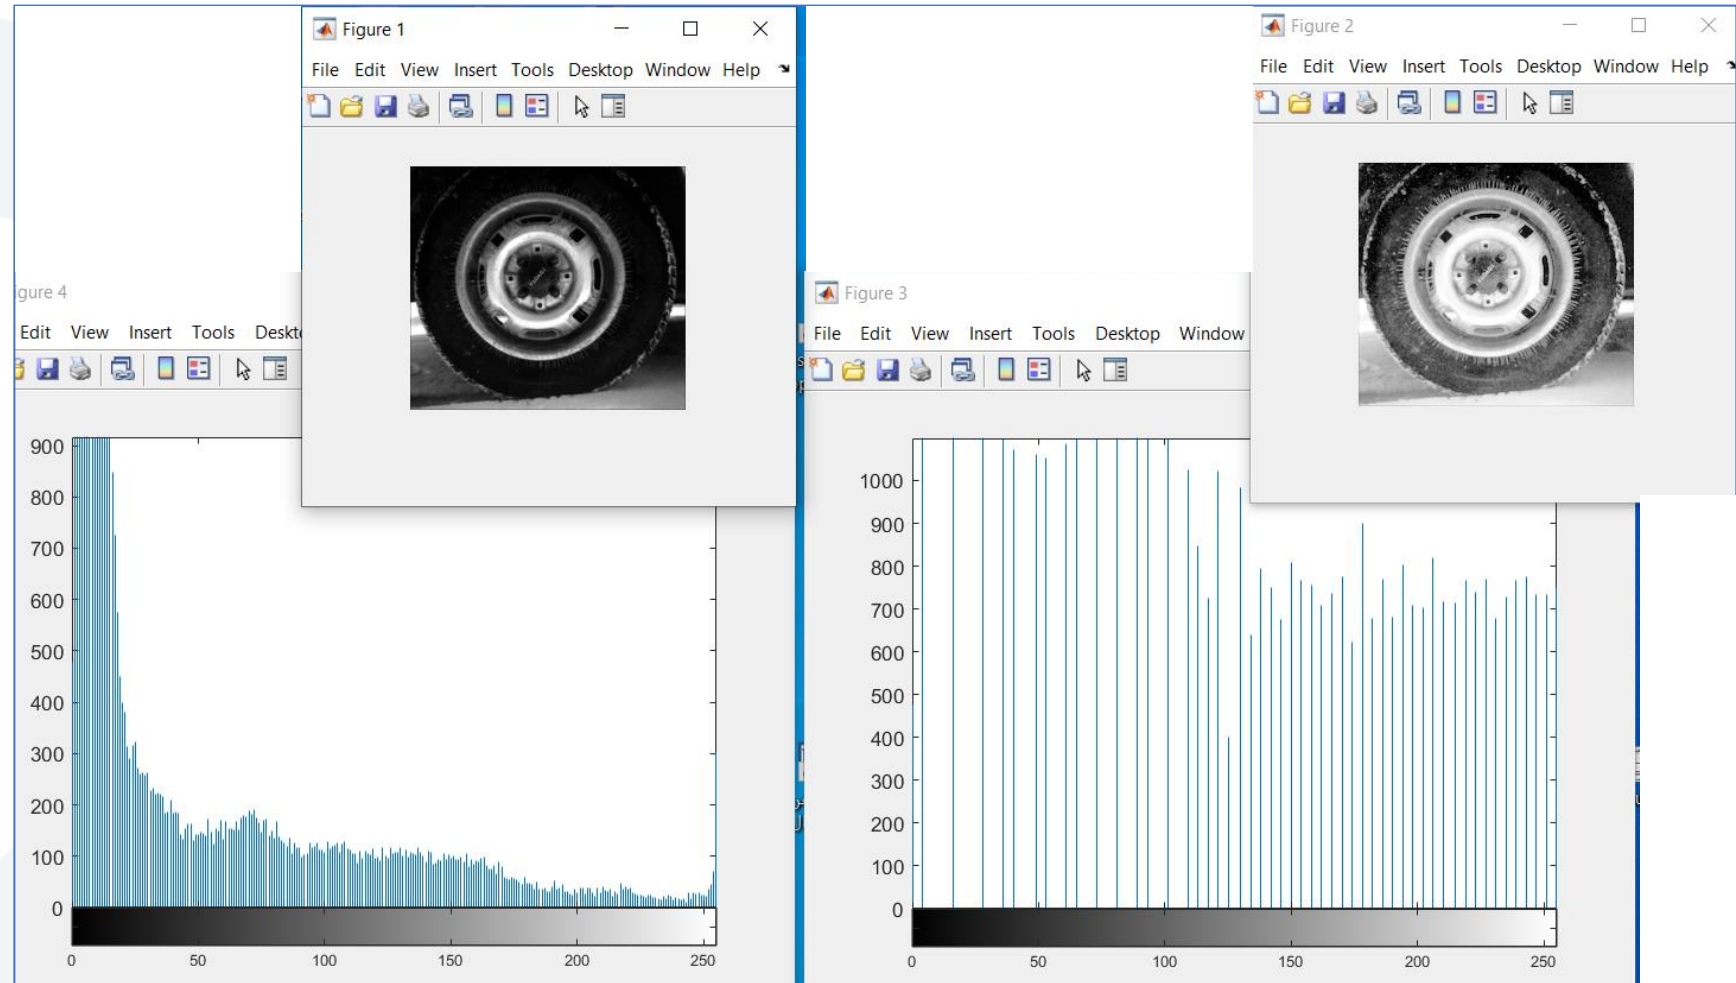 Figure 1
File Edit View Insert Tools Desktop Window Help
Figure 2
File Edit View Insert Tools Desktop Window Help
igure 4
Edit View Insert Tools Deskt
900
800
700
600
500
400
300
200
100
0
0 50 100 150 200 250
Figure 3
File Edit View Insert Tools Desktop Window
1000
900
800
700
600
500
400
300
200
100
0
0 50 100 150 200 250